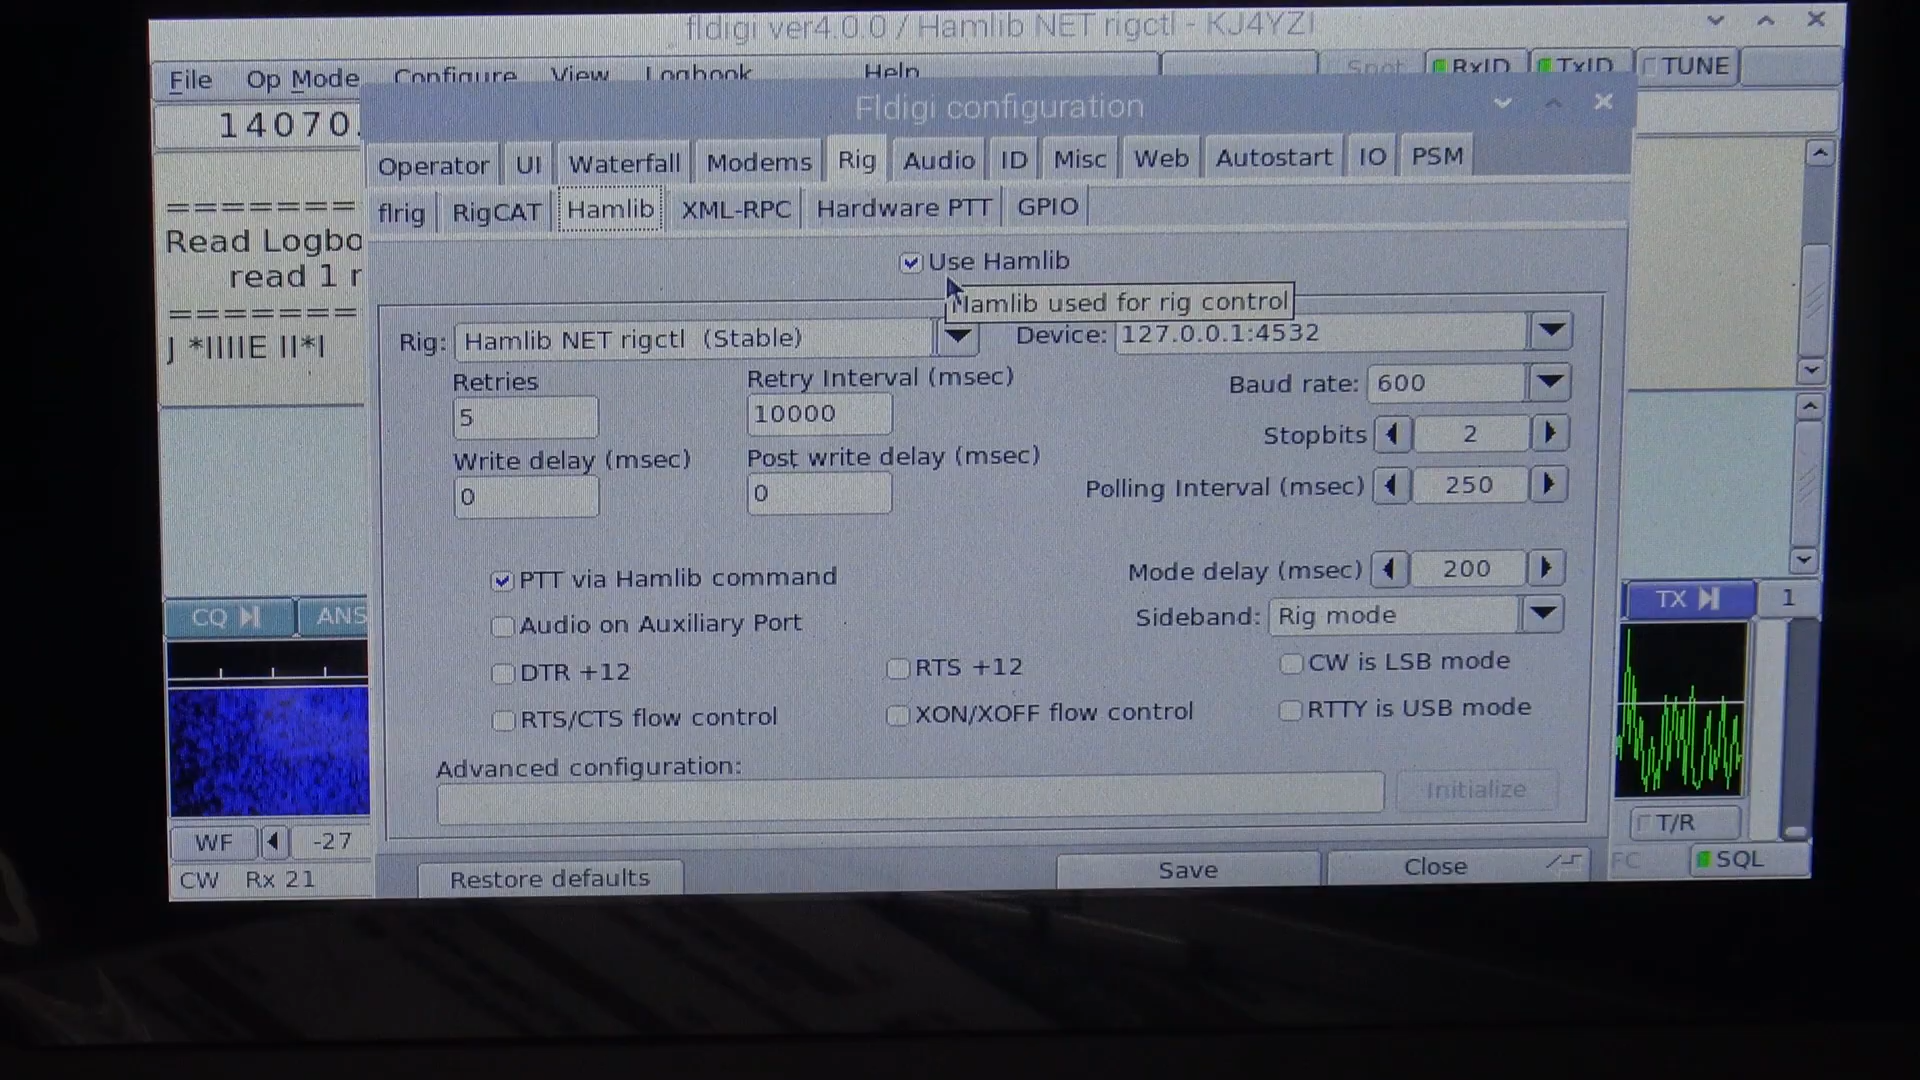 fldigi ver4.0.0 / Hamlib NET rigctl - KJ4YZI
File Op Mode Configure View Logbook Help Spot RxID TxID TUNE
14070.
Fldigi configuration
Operator UI Waterfall Modems Rig Audio ID Misc Web Autostart IO PSM
flrig RigCAT Hamlib XML-RPC Hardware PTT GPIO
=======
Read Logbo
read 1 r
=======
J *IIIIE II*I
Use Hamlib
Hamlib used for rig control
Rig: Hamlib NET rigctl (Stable) Device: 127.0.0.1:4532
Retries Retry Interval (msec) Baud rate: 600
5 10000
Stopbits 2
Write delay (msec) Post write delay (msec)
0 0 Polling Interval (msec) 250
PTT via Hamlib command Mode delay (msec) 200
Audio on Auxiliary Port Sideband: Rig mode
DTR +12 RTS +12 CW is LSB mode
RTS/CTS flow control XON/XOFF flow control RTTY is USB mode
Advanced configuration:
Initialize
Restore defaults Save Close
CQ ANS TX 1
WF -27 T/R
CW Rx 21 FC SQL